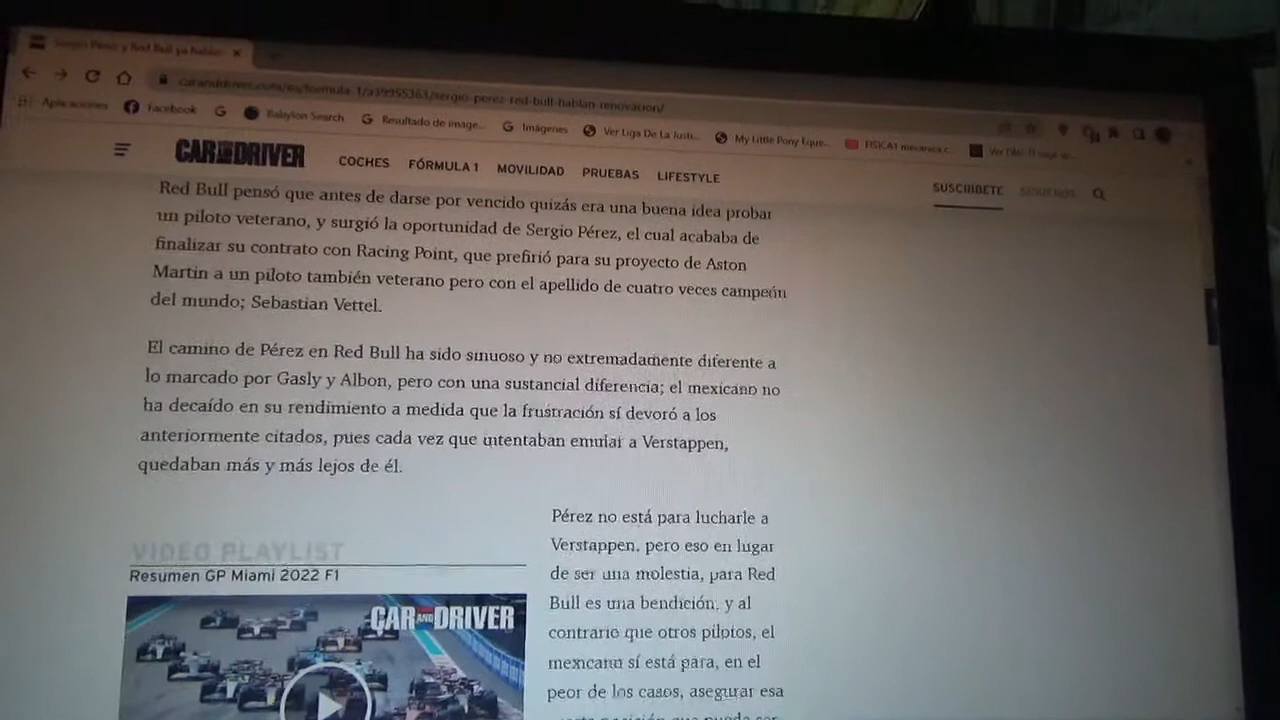 Sergio Pérez y Red Bull ya hablan
caranddriver.com/es/formula-1/a39955363/sergio-perez-red-bull-hablan-renovacion/
Aplicaciones Facebook Babylon Search Resultado de image... Imágenes Ver Liga De La Justi... My Little Pony Eque... FISICA1 mecanica c...
CAR AND DRIVER COCHES FÓRMULA 1 MOVILIDAD PRUEBAS LIFESTYLE SUSCRÍBETE SÍGUENOS
Red Bull pensó que antes de darse por vencido quizás era una buena idea probar
un piloto veterano, y surgió la oportunidad de Sergio Pérez, el cual acababa de
finalizar su contrato con Racing Point, que prefirió para su proyecto de Aston
Martin a un piloto también veterano pero con el apellido de cuatro veces campeón
del mundo; Sebastian Vettel.
El camino de Pérez en Red Bull ha sido sinuoso y no extremadamente diferente a
lo marcado por Gasly y Albon, pero con una sustancial diferencia; el mexicano no
ha decaído en su rendimiento a medida que la frustración sí devoró a los
anteriormente citados, pues cada vez que intentaban emular a Verstappen,
quedaban más y más lejos de él.
VIDEO PLAYLIST
Resumen GP Miami 2022 F1
CAR AND DRIVER
Pérez no está para lucharle a
Verstappen, pero eso en lugar
de ser una molestia, para Red
Bull es una bendición, y al
contrario que otros pilotos, el
mexicano sí está para, en el
peor de los casos, asegurar esa